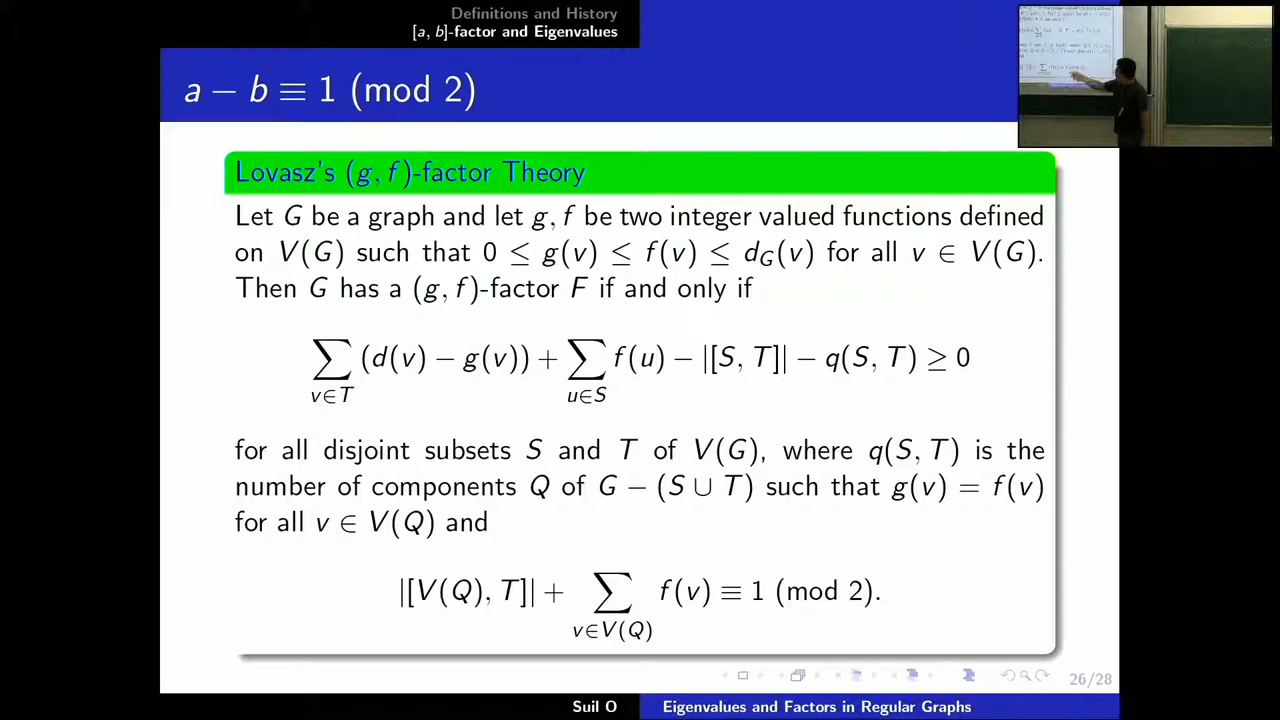 Definitions and History
[a, b]-factor and Eigenvalues
a − b ≡ 1 (mod 2)
Lovasz's (g, f)-factor Theory
Let G be a graph and let g, f be two integer valued functions defined
on V(G) such that 0 ≤ g(v) ≤ f(v) ≤ d_G(v) for all v ∈ V(G).
Then G has a (g, f)-factor F if and only if
∑_{v∈T} (d(v) − g(v)) + ∑_{u∈S} f(u) − |[S, T]| − q(S, T) ≥ 0
for all disjoint subsets S and T of V(G), where q(S, T) is the
number of components Q of G − (S ∪ T) such that g(v) = f(v)
for all v ∈ V(Q) and
|[V(Q), T]| + ∑_{v∈V(Q)} f(v) ≡ 1 (mod 2).
26/28
Suil O Eigenvalues and Factors in Regular Graphs